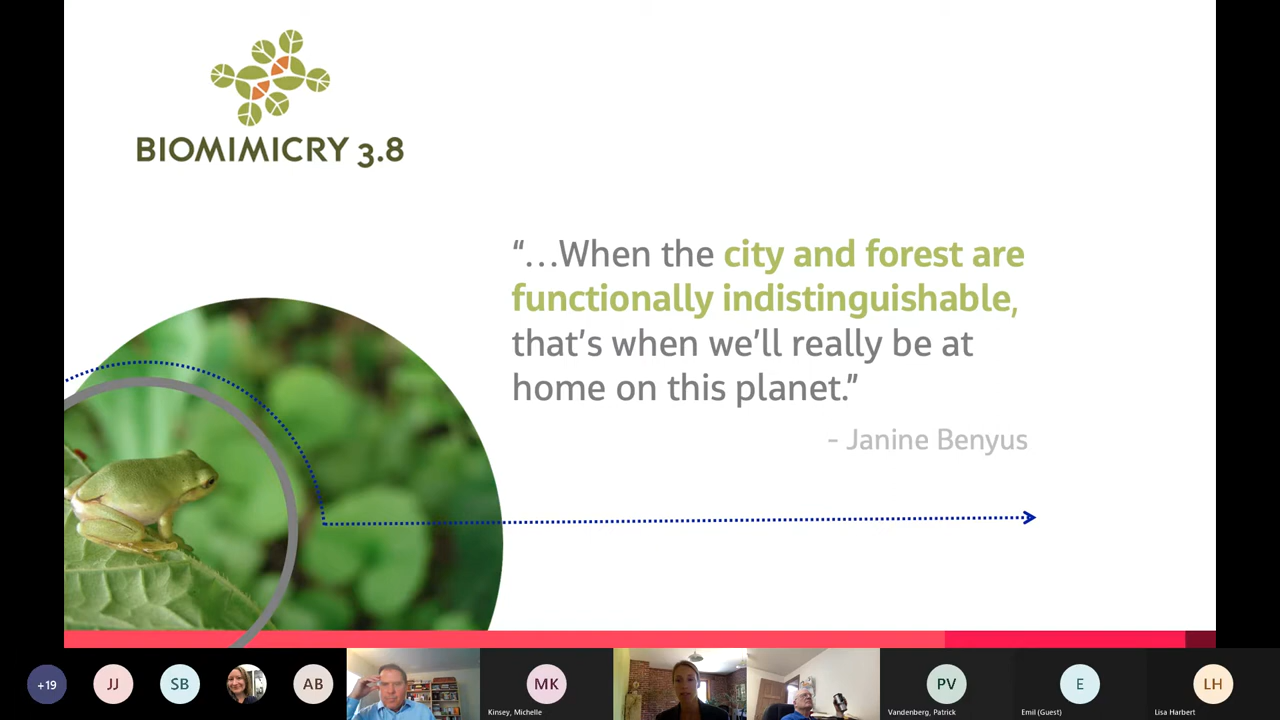 BIOMIMICRY 3.8
“…When the city and forest are
functionally indistinguishable,
that’s when we’ll really be at
home on this planet.”
- Janine Benyus
+19
JJ
SB
AB
MK
Kinsey, Michelle
PV
Vandenberg, Patrick
E
Emil (Guest)
LH
Lisa Harbert